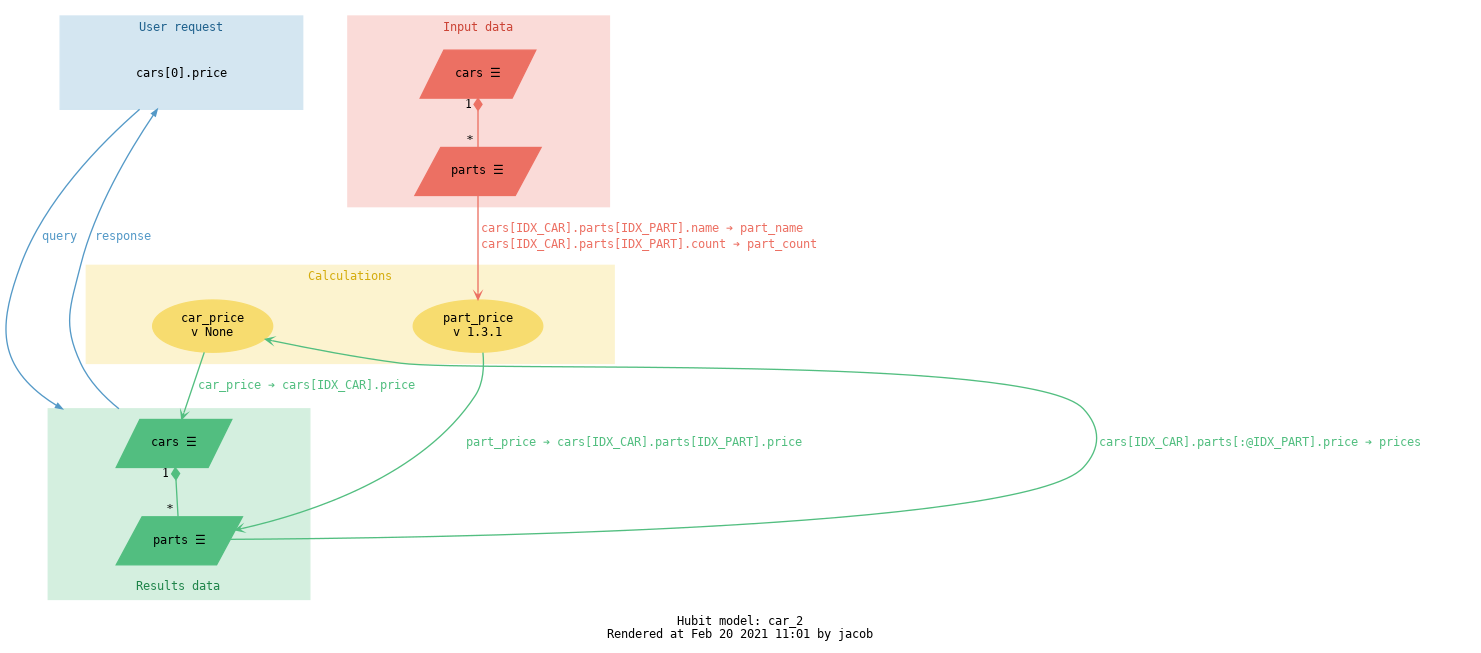 User request
cars[0].price
Input data
cars ☰
1
*
parts ☰
query
response
cars[IDX_CAR].parts[IDX_PART].name ➔ part_name
cars[IDX_CAR].parts[IDX_PART].count ➔ part_count
Calculations
car_price
v None
part_price
v 1.3.1
car_price ➔ cars[IDX_CAR].price
cars ☰
1
*
parts ☰
Results data
part_price ➔ cars[IDX_CAR].parts[IDX_PART].price
cars[IDX_CAR].parts[:@IDX_PART].price ➔ prices
Hubit model: car_2
Rendered at Feb 20 2021 11:01 by jacob